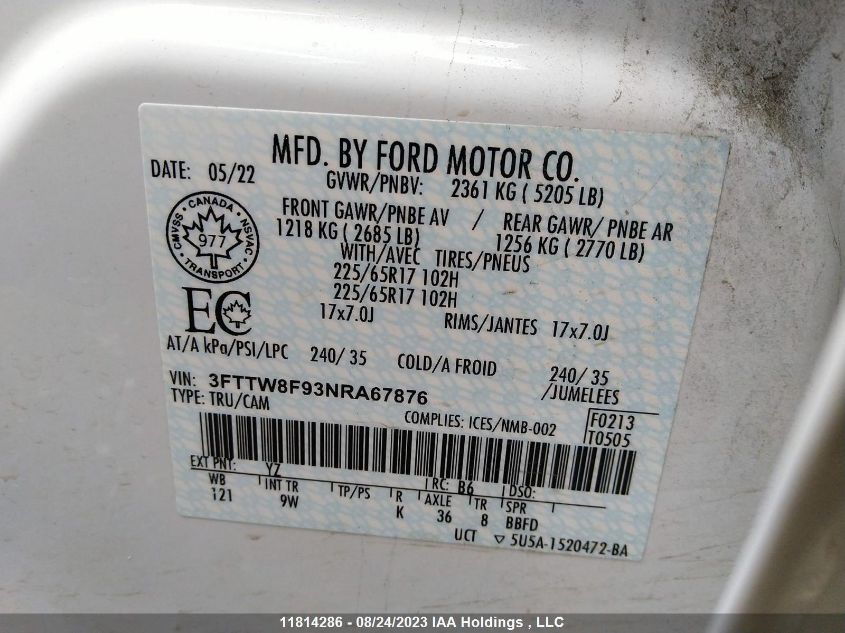 MFD. BY FORD MOTOR CO.
DATE: 05/22
GVWR/PNBV: 2361 KG ( 5205 LB)
FRONT GAWR/PNBE AV / REAR GAWR/ PNBE AR
1218 KG ( 2685 LB) 1256 KG ( 2770 LB)
WITH/AVEC TIRES/PNEUS
225/65R17 102H
225/65R17 102H
17x7.0J RIMS/JANTES 17x7.0J
CMVSS · CANADA · NSVAC
977
TRANSPORT
EC
AT/A kPa/PSI/LPC 240/ 35 COLD/A FROID 240/ 35
/JUMELEES
VIN: 3FTTW8F93NRA67876
TYPE: TRU/CAM
COMPLIES: ICES/NMB-002
F0213
T0505
EXT PNT: YZ RC: B6 DSO:
WB INT TR TP/PS R AXLE TR SPR
121 9W K 36 8 BBFD
UCT ▽ 5U5A-1520472-BA
11814286 - 08/24/2023 IAA Holdings , LLC